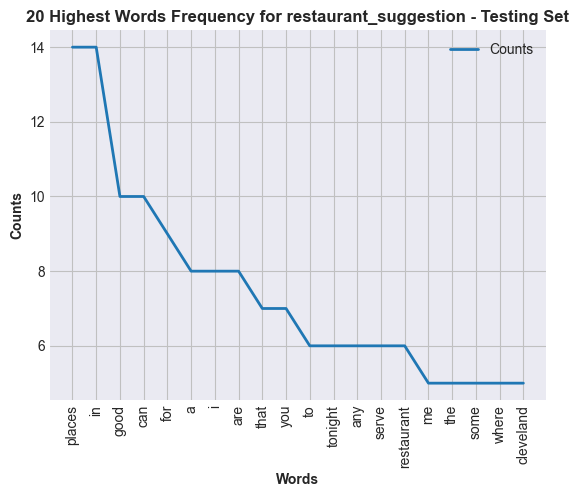 20 Highest Words Frequency for restaurant_suggestion - Testing Set
Counts
14
12
10
8
6
Counts
places
in
good
can
for
a
i
are
that
you
to
tonight
any
serve
restaurant
me
the
some
where
cleveland
Words